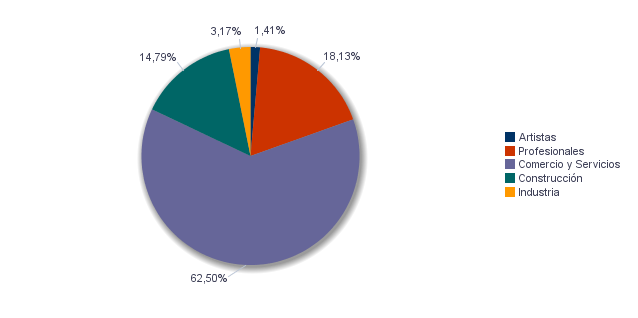 3,17%
1,41%
14,79%
18,13%
62,50%
Artistas
Profesionales
Comercio y Servicios
Construcción
Industria